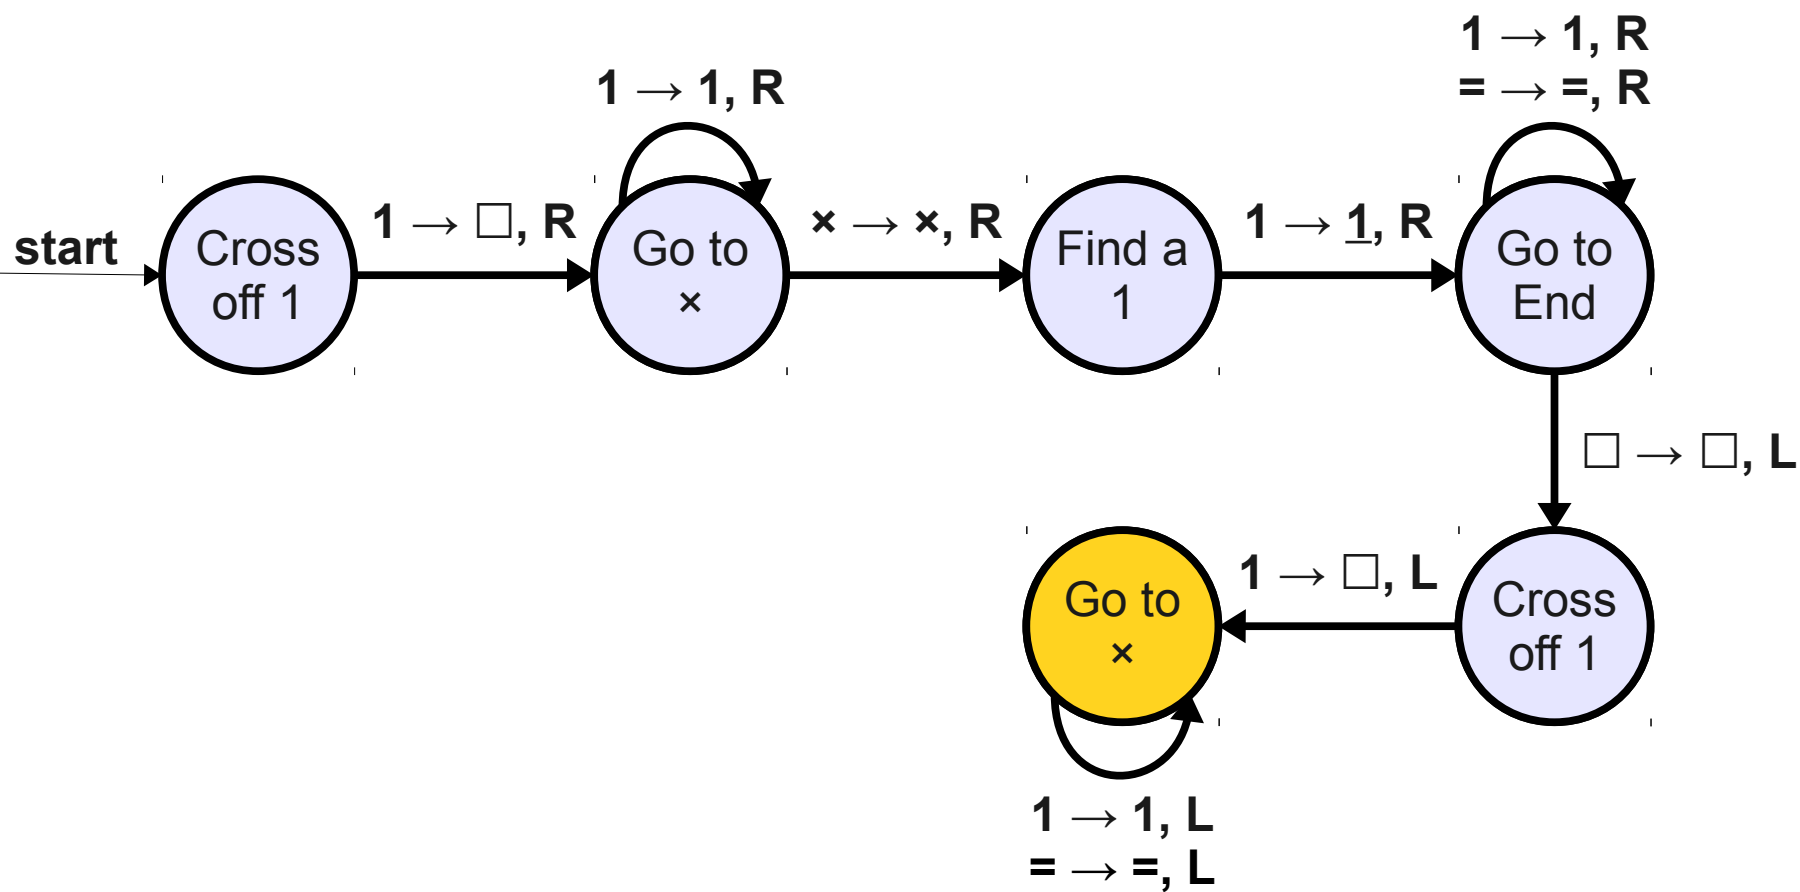 1 → 1, R
= → =, R
1 → 1, R
start
Cross
off 1
1 → □, R
Go to
×
× → ×, R
Find a
1
1 → 1̲, R
Go to
End
□ → □, L
Go to
×
1 → □, L
Cross
off 1
1 → 1, L
= → =, L